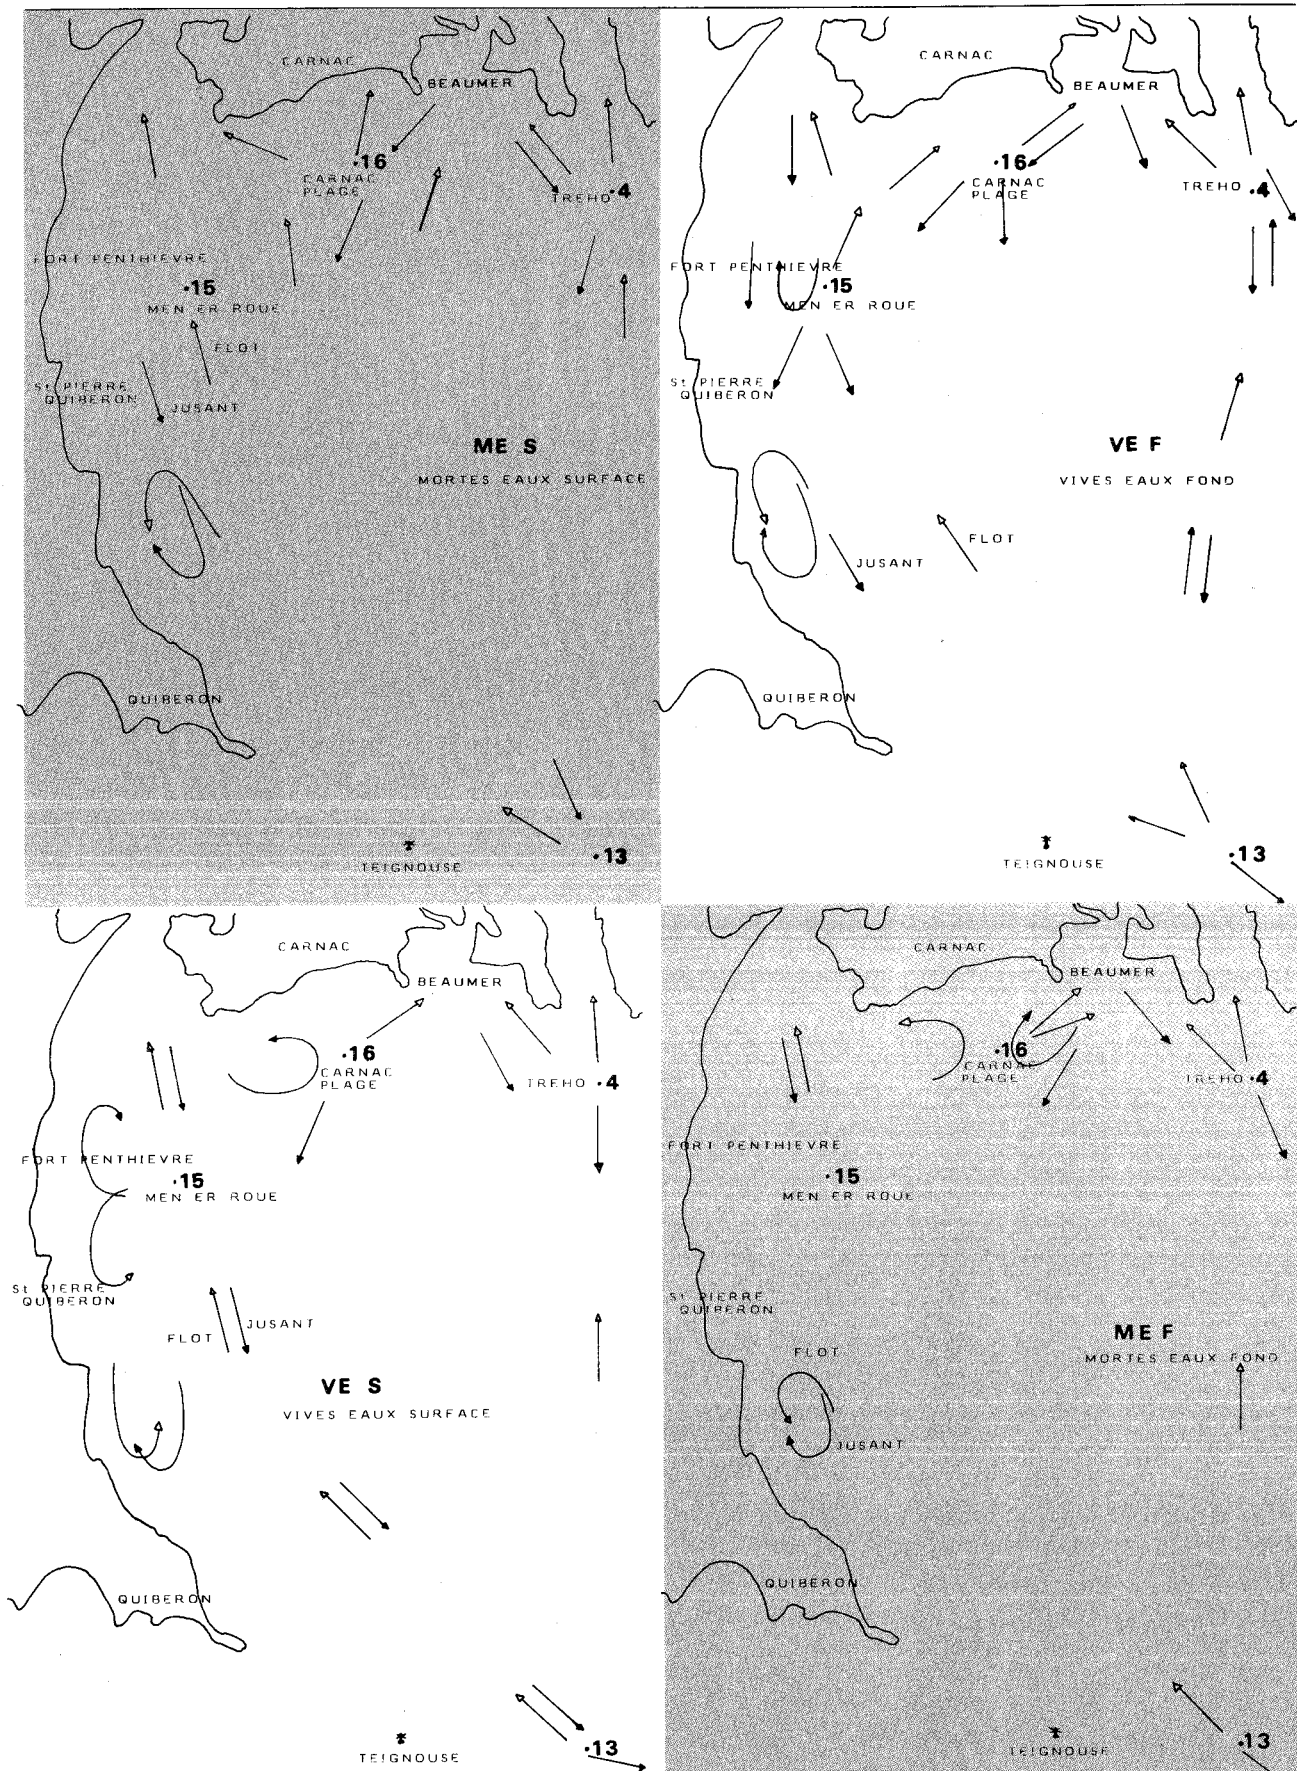 CARNAC
BEAUMER
.16
CARNAC
PLAGE
TREHO .4
FORT PENTHIEVRE
.15
MEN ER ROUE
FLOT
St PIERRE
QUIBERON
JUSANT
ME S
MORTES EAUX SURFACE
QUIBERON
.13
TEIGNOUSE
CARNAC
BEAUMER
.16
CARNAC
PLAGE
TREHO .4
FORT PENTHIEVRE
.15
MEN ER ROUE
St PIERRE
QUIBERON
VE F
VIVES EAUX FOND
FLOT
JUSANT
QUIBERON
.13
TEIGNOUSE
CARNAC
BEAUMER
.16
CARNAC
PLAGE
TREHO .4
FORT PENTHIEVRE
.15
MEN ER ROUE
St PIERRE
QUIBERON
JUSANT
FLOT
VE S
VIVES EAUX SURFACE
QUIBERON
.13
TEIGNOUSE
CARNAC
BEAUMER
.16
CARNAC
PLAGE
TREHO .4
FORT PENTHIEVRE
.15
MEN ER ROUE
St PIERRE
QUIBERON
ME F
MORTES EAUX FOND
FLOT
JUSANT
QUIBERON
.13
TEIGNOUSE